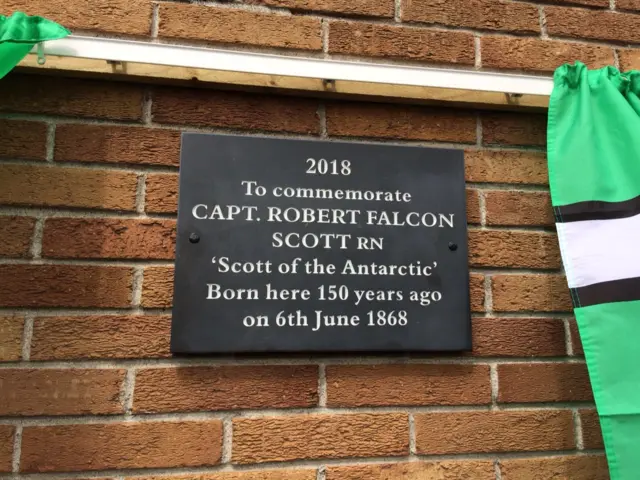 2018
To commemorate
CAPT. ROBERT FALCON
SCOTT RN
‘Scott of the Antarctic’
Born here 150 years ago
on 6th June 1868